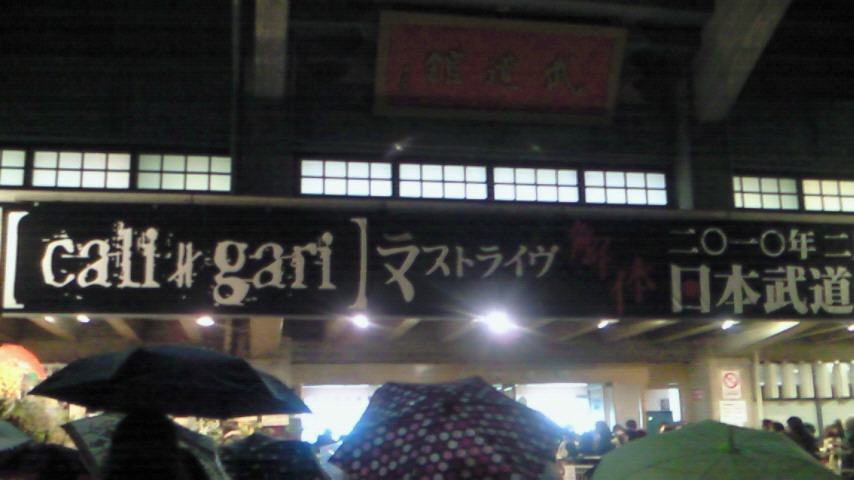 武道館
[cali≠gari] ラストライヴ 解体 二〇一〇年 二
日本武道